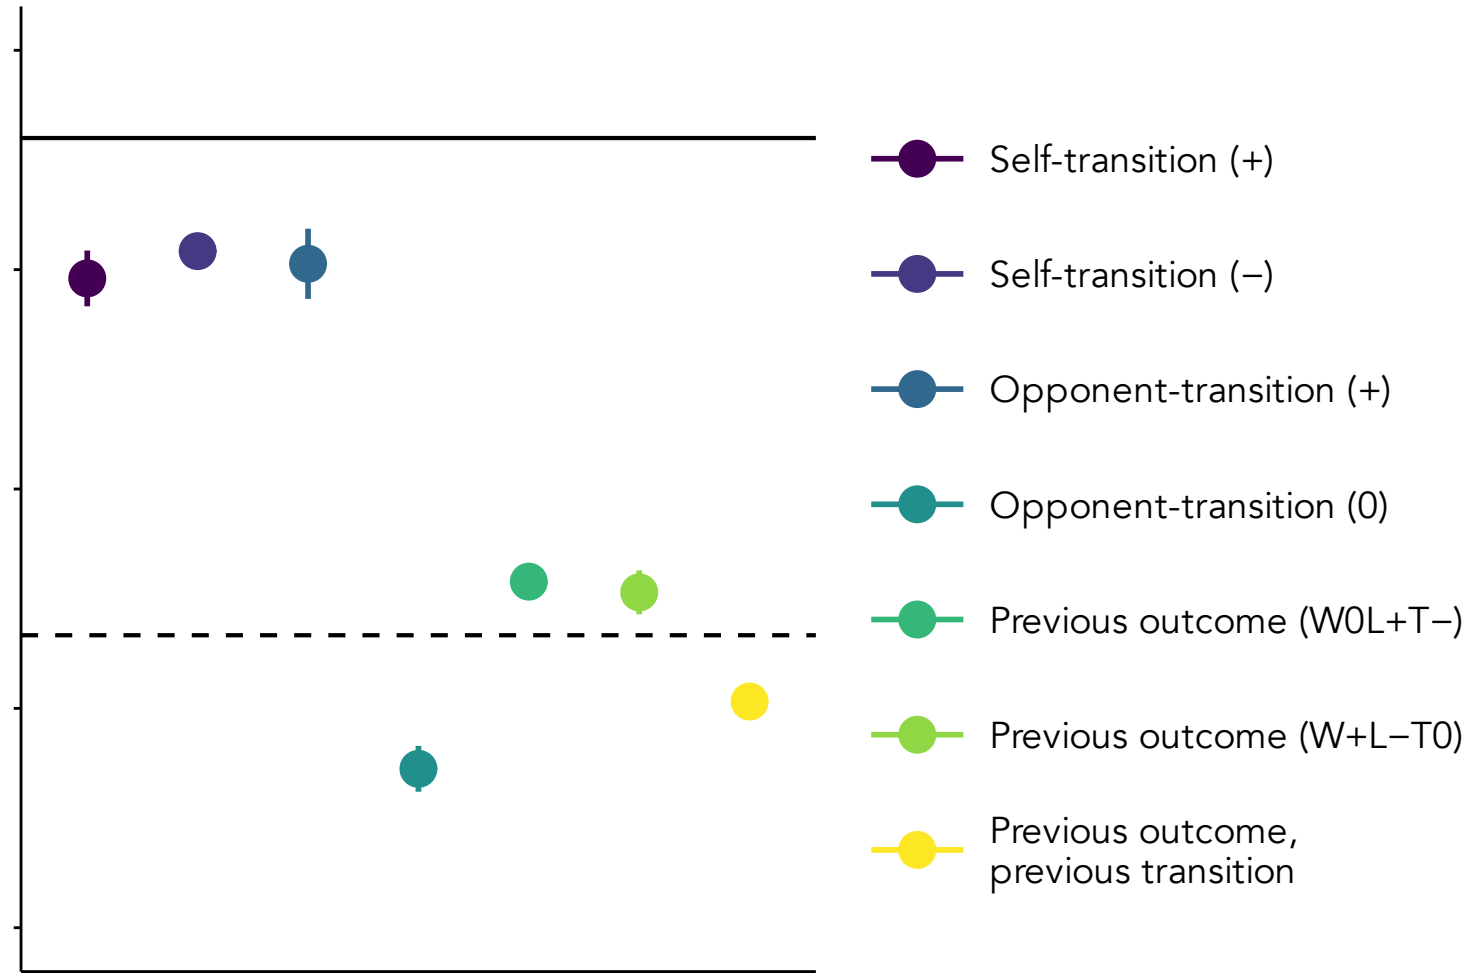 Self-transition (+)
Self-transition (−)
Opponent-transition (+)
Opponent-transition (0)
Previous outcome (W0L+T−)
Previous outcome (W+L−T0)
Previous outcome,
previous transition